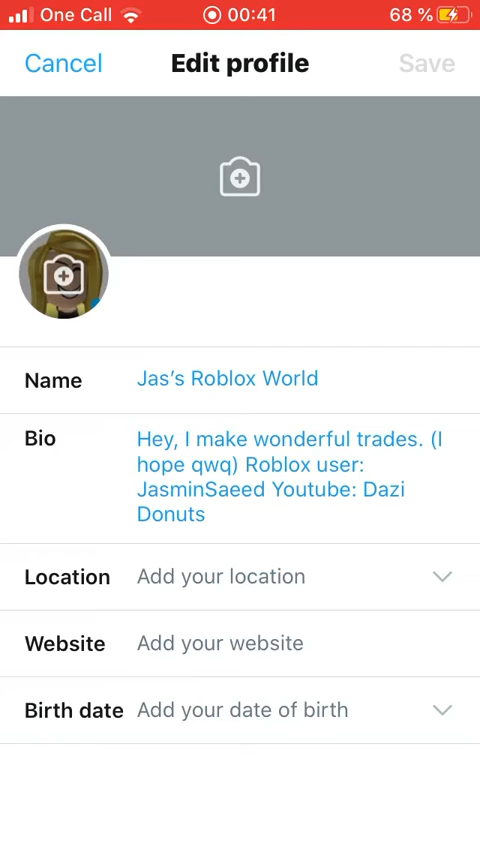 One Call 00:41 68 %
Cancel Edit profile Save
Name Jas’s Roblox World
Bio Hey, I make wonderful trades. (I
hope qwq) Roblox user:
JasminSaeed Youtube: Dazi
Donuts
Location Add your location
Website Add your website
Birth date Add your date of birth